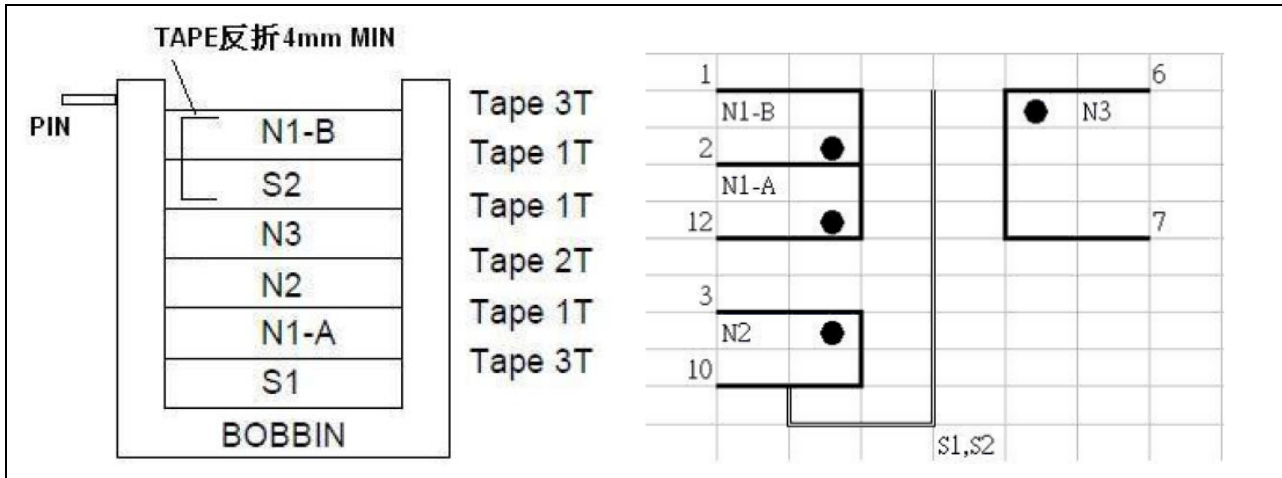 TAPE反折4mm MIN
PIN
N1-B
S2
N3
N2
N1-A
S1
BOBBIN
Tape 3T
Tape 1T
Tape 1T
Tape 2T
Tape 1T
Tape 3T
1
N1-B
2
N1-A
12
3
N2
10
S1,S2
6
N3
7